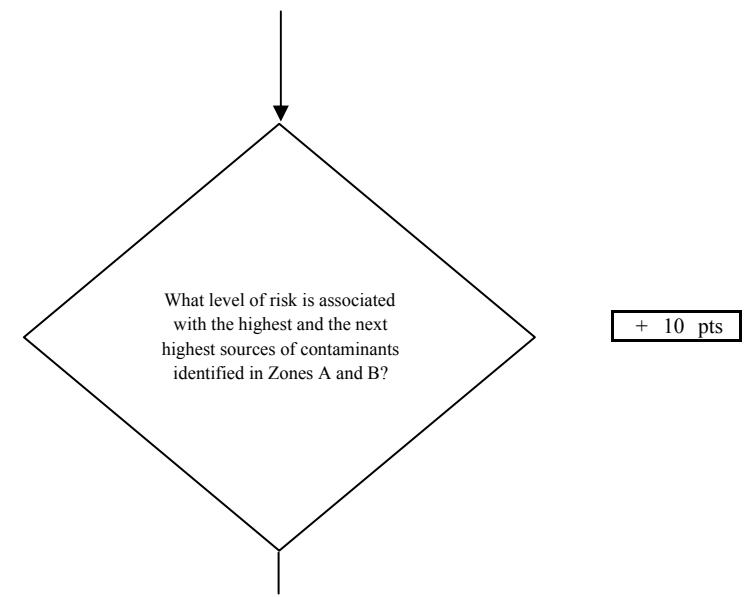 What level of risk is associated
with the highest and the next
highest sources of contaminants
identified in Zones A and B?
+ 10 pts